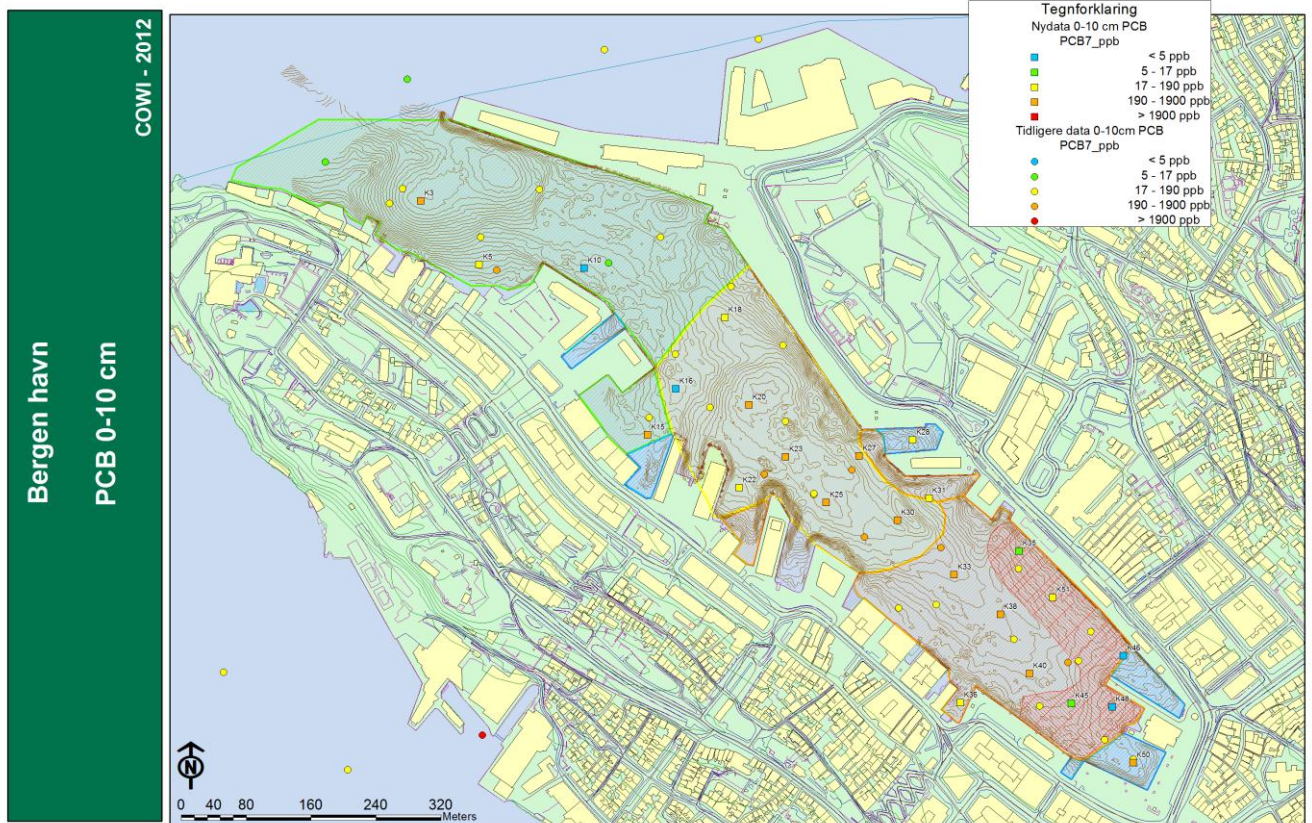 COWI - 2012
Bergen havn
PCB 0-10 cm
Tegnforklaring
Nydata 0-10 cm PCB
PCB7_ppb
< 5 ppb
5 - 17 ppb
17 - 190 ppb
190 - 1900 ppb
> 1900 ppb
Tidligere data 0-10cm PCB
PCB7_ppb
< 5 ppb
5 - 17 ppb
17 - 190 ppb
190 - 1900 ppb
> 1900 ppb
K3
K5
K10
K18
K16
K20
K15
K28
K23
K27
K22
K31
K25
K30
K35
K33
K51
K38
K46
K40
K36
K45
K48
K50
N
0 40 80 160 240 320
Meters